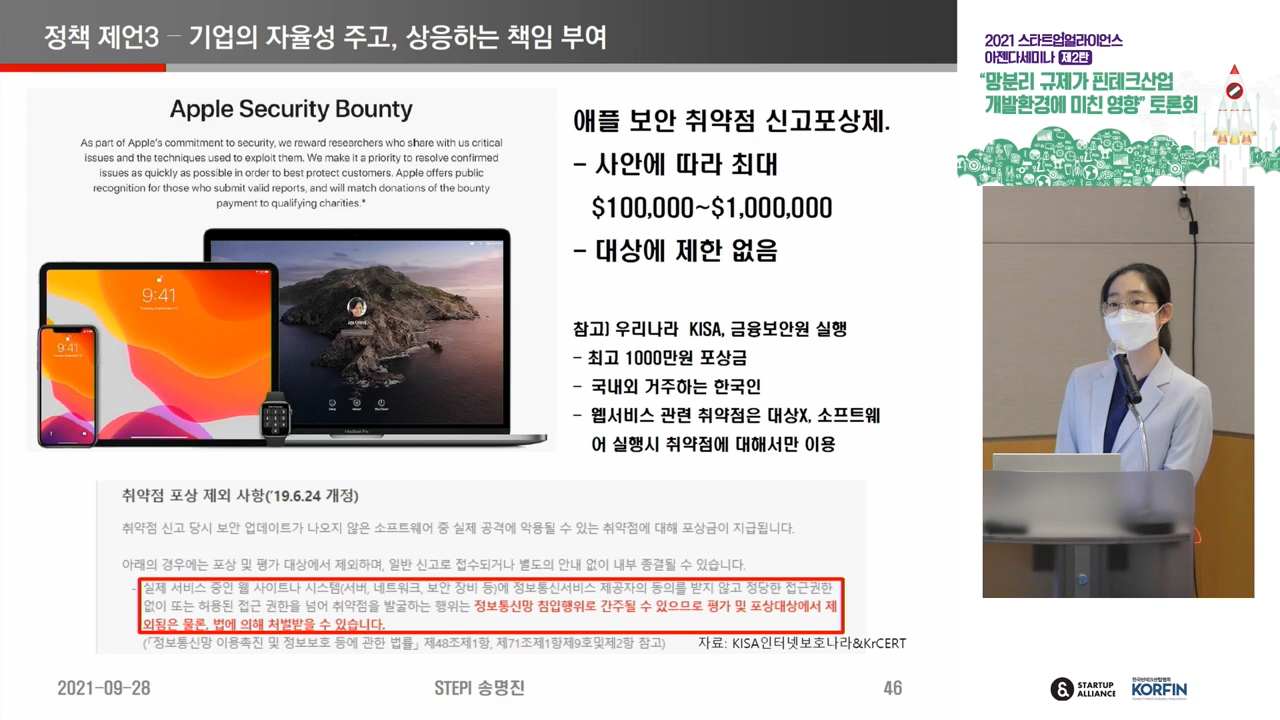 정책 제언3 – 기업의 자율성 주고, 상응하는 책임 부여
Apple Security Bounty
As part of Apple's commitment to security, we reward researchers who share with us critical
issues and the techniques used to exploit them. We make it a priority to resolve confirmed
issues as quickly as possible in order to best protect customers. Apple offers public
recognition for those who submit valid reports, and will match donations of the bounty
payment to qualifying charities.*
9:41
9:41
MacBook Pro
애플 보안 취약점 신고포상제.
– 사안에 따라 최대
$100,000~$1,000,000
– 대상에 제한 없음
참고) 우리나라 KISA, 금융보안원 실행
– 최고 1000만원 포상금
– 국내외 거주하는 한국인
– 웹서비스 관련 취약점은 대상X, 소프트웨
어 실행시 취약점에 대해서만 이용
취약점 포상 제외 사항('19.6.24 개정)
취약점 신고 당시 보안 업데이트가 나오지 않은 소프트웨어 중 실제 공격에 악용될 수 있는 취약점에 대해 포상금이 지급됩니다.
아래의 경우에는 포상 및 평가 대상에서 제외하며, 일반 신고로 접수되거나 별도의 안내 없이 내부 종결될 수 있습니다.
- 실제 서비스 중인 웹 사이트나 시스템(서버, 네트워크, 보안 장비 등)에 정보통신서비스 제공자의 동의를 받지 않고 정당한 접근권한
없이 또는 허용된 접근 권한을 넘어 취약점을 발굴하는 행위는 정보통신망 침입행위로 간주될 수 있으므로 평가 및 포상대상에서 제
외됨은 물론, 법에 의해 처벌받을 수 있습니다.
(「정보통신망 이용촉진 및 정보보호 등에 관한 법률」 제48조제1항, 제71조제1항제9호및제2항 참고)
자료: KISA인터넷보호나라&KrCERT
2021-09-28
STEPI 송명진
46
2021 스타트업얼라이언스
아젠다세미나 제2탄
“망분리 규제가 핀테크산업
개발환경에 미친 영향” 토론회
STARTUP
ALLIANCE
한국핀테크산업협회
KORFIN